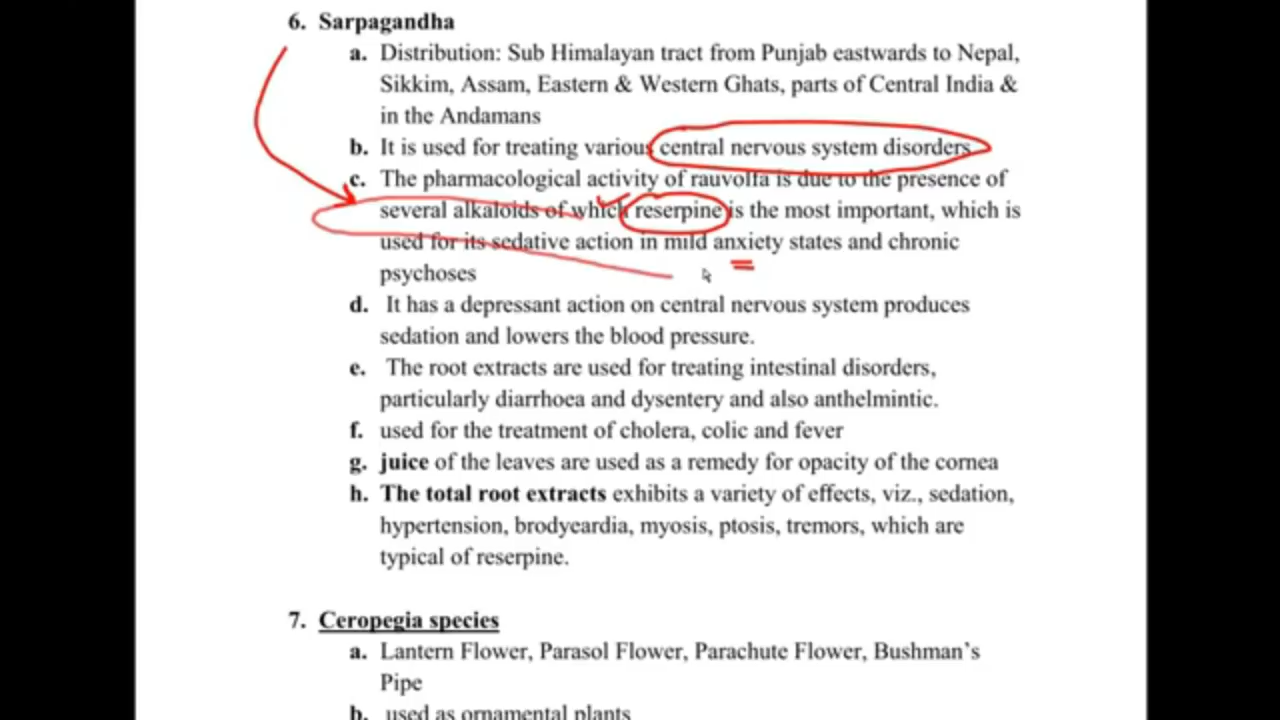 6. Sarpagandha
a. Distribution: Sub Himalayan tract from Punjab eastwards to Nepal,
Sikkim, Assam, Eastern & Western Ghats, parts of Central India &
in the Andamans
b. It is used for treating various central nervous system disorders
c. The pharmacological activity of rauvolfa is due to the presence of
several alkaloids of which reserpine is the most important, which is
used for its sedative action in mild anxiety states and chronic
psychoses
d. It has a depressant action on central nervous system produces
sedation and lowers the blood pressure.
e. The root extracts are used for treating intestinal disorders,
particularly diarrhoea and dysentery and also anthelmintic.
f. used for the treatment of cholera, colic and fever
g. juice of the leaves are used as a remedy for opacity of the cornea
h. The total root extracts exhibits a variety of effects, viz., sedation,
hypertension, brodyeardia, myosis, ptosis, tremors, which are
typical of reserpine.
7. Ceropegia species
a. Lantern Flower, Parasol Flower, Parachute Flower, Bushman's
Pipe
b. used as ornamental plants